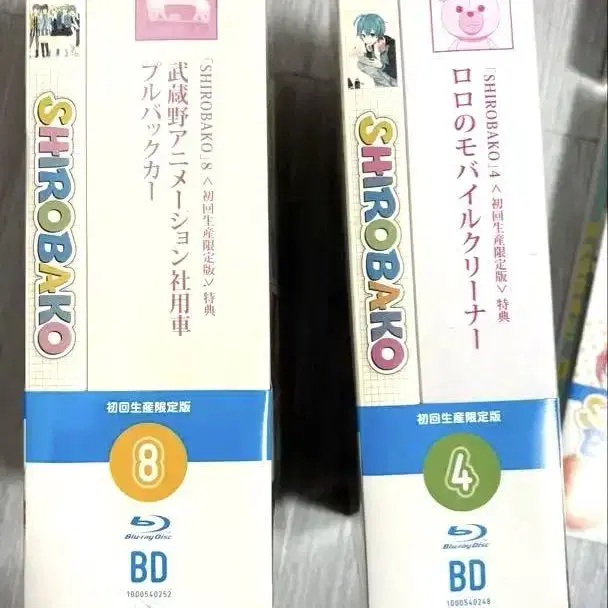 「SHIROBAKO」8 <初回生産限定版> 特典
武蔵野アニメーション 社用車
プルバックカー
SHIROBAKO
初回生産限定版
8
Blu-ray Disc
BD
1000540252
「SHIROBAKO」4 <初回生産限定版> 特典
ロロのモバイルクリーナー
SHIROBAKO
初回生産限定版
4
Blu-ray Disc
BD
1000540248